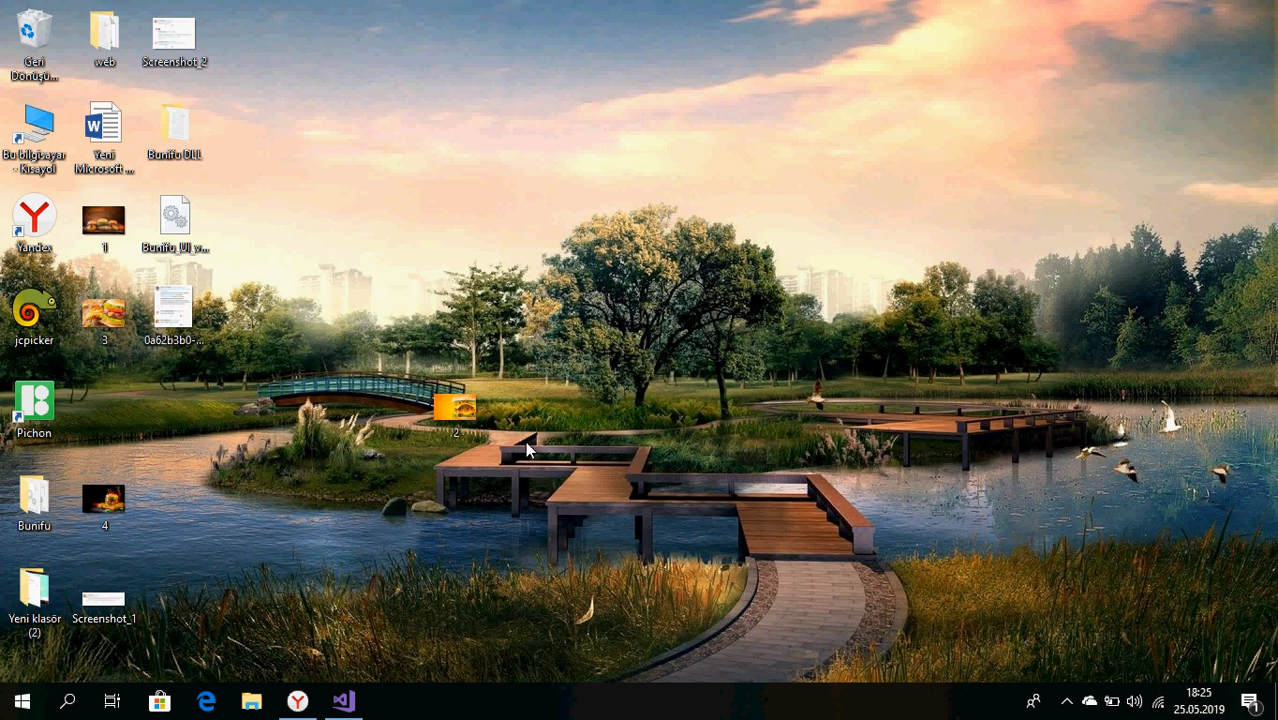 Geri
Dönüşü...
web
Screenshot_2
Bu bilgisayar
- Kısayol
Yeni
Microsoft ...
Bunifu DLL
Yandex
1
Bunifu_UI_v...
jcpicker
3
0a62b3b0-...
Pichon
2
Bunifu
4
Yeni klasör
(2)
Screenshot_1
18:25
25.05.2019
1